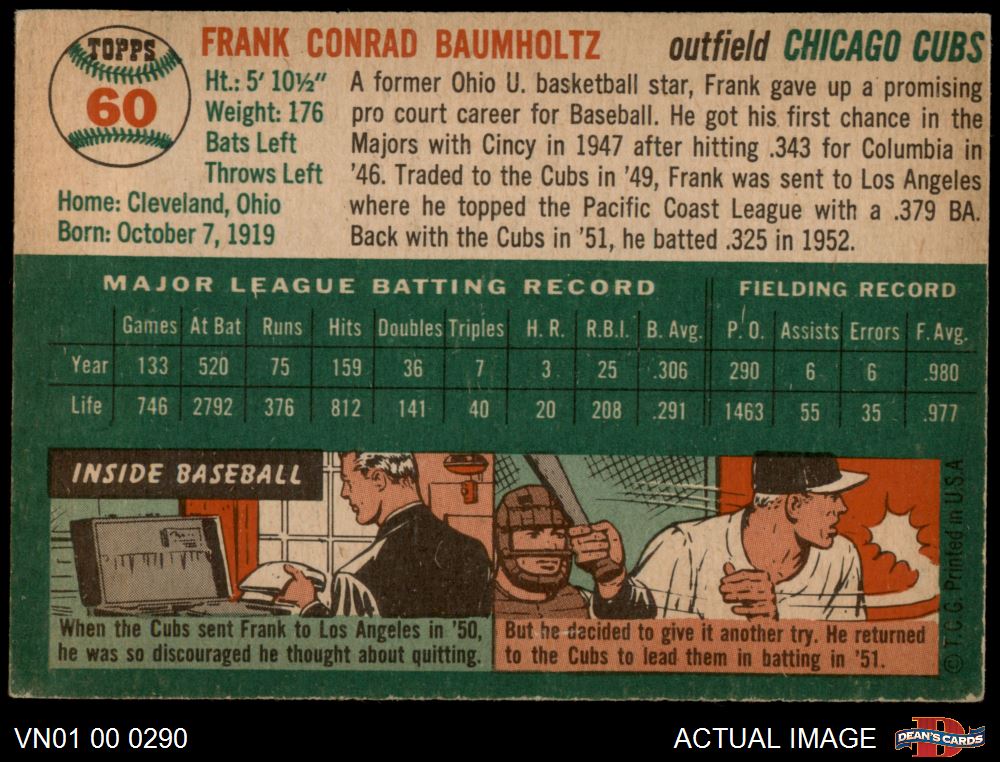 TOPPS
60
FRANK CONRAD BAUMHOLTZ
outfield CHICAGO CUBS
Ht.: 5' 10½"
Weight: 176
Bats Left
Throws Left
Home: Cleveland, Ohio
Born: October 7, 1919
A former Ohio U. basketball star, Frank gave up a promising
pro court career for Baseball. He got his first chance in the
Majors with Cincy in 1947 after hitting .343 for Columbia in
'46. Traded to the Cubs in '49, Frank was sent to Los Angeles
where he topped the Pacific Coast League with a .379 BA.
Back with the Cubs in '51, he batted .325 in 1952.
MAJOR LEAGUE BATTING RECORD FIELDING RECORD
Games At Bat Runs Hits Doubles Triples H. R. R.B.I. B. Avg. P. O. Assists Errors F. Avg.
Year 133 520 75 159 36 7 3 25 .306 290 6 6 .980
Life 746 2792 376 812 141 40 20 208 .291 1463 55 35 .977
INSIDE BASEBALL
When the Cubs sent Frank to Los Angeles in '50,
he was so discouraged he thought about quitting.
But he decided to give it another try. He returned
to the Cubs to lead them in batting in '51.
© T.C.G. Printed in U.S.A
VN01 00 0290
ACTUAL IMAGE
DEAN'S CARDS